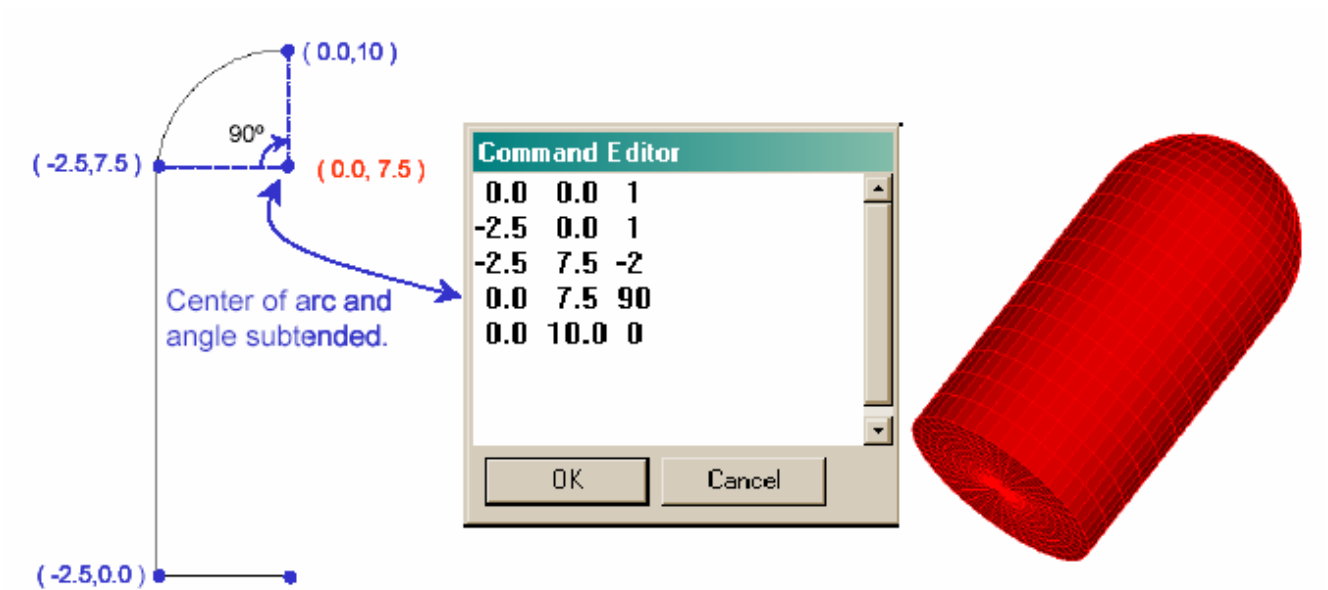 ( 0.0,10 )
90º
( -2.5,7.5 )
( 0.0, 7.5 )
Center of arc and
angle subtended.
( -2.5,0.0 )
Command Editor
0.0 0.0 1
-2.5 0.0 1
-2.5 7.5 -2
0.0 7.5 90
0.0 10.0 0
OK Cancel